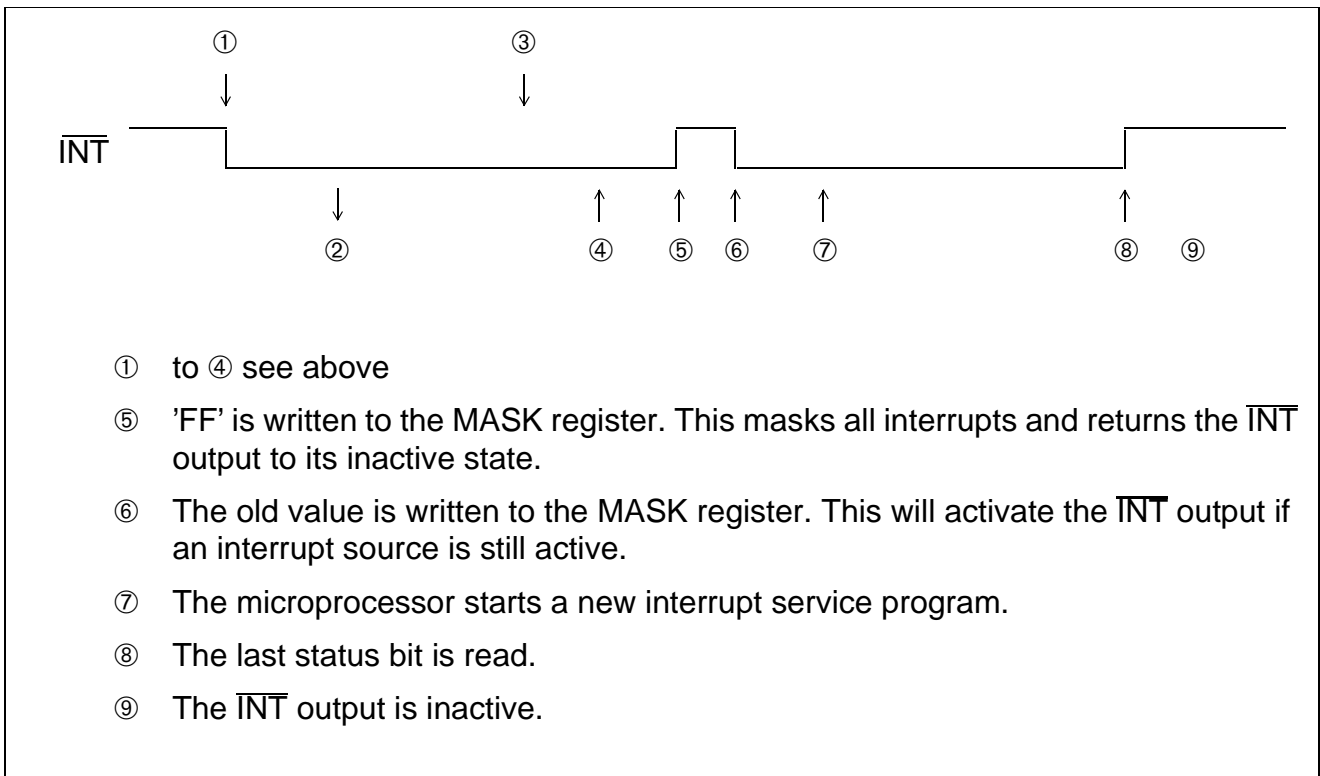 ① ③
I̅N̅T̅
② ④ ⑤ ⑥ ⑦ ⑧ ⑨
① to ④ see above
⑤ ’FF’ is written to the MASK register. This masks all interrupts and returns the I̅N̅T̅
output to its inactive state.
⑥ The old value is written to the MASK register. This will activate the I̅N̅T̅ output if
an interrupt source is still active.
⑦ The microprocessor starts a new interrupt service program.
⑧ The last status bit is read.
⑨ The I̅N̅T̅ output is inactive.